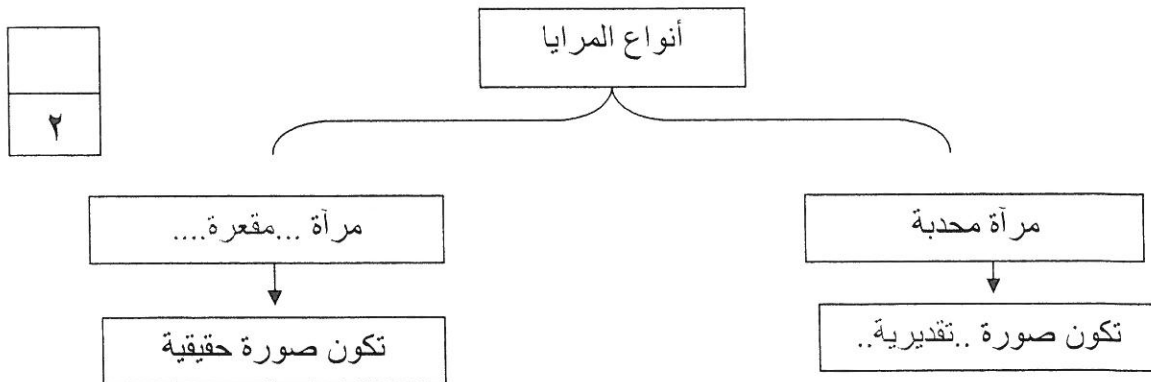 أنواع المرايا
٢
مرآة محدبة
مرآة ...مقعرة....
تكون صورة ..تقديرية..
تكون صورة حقيقية